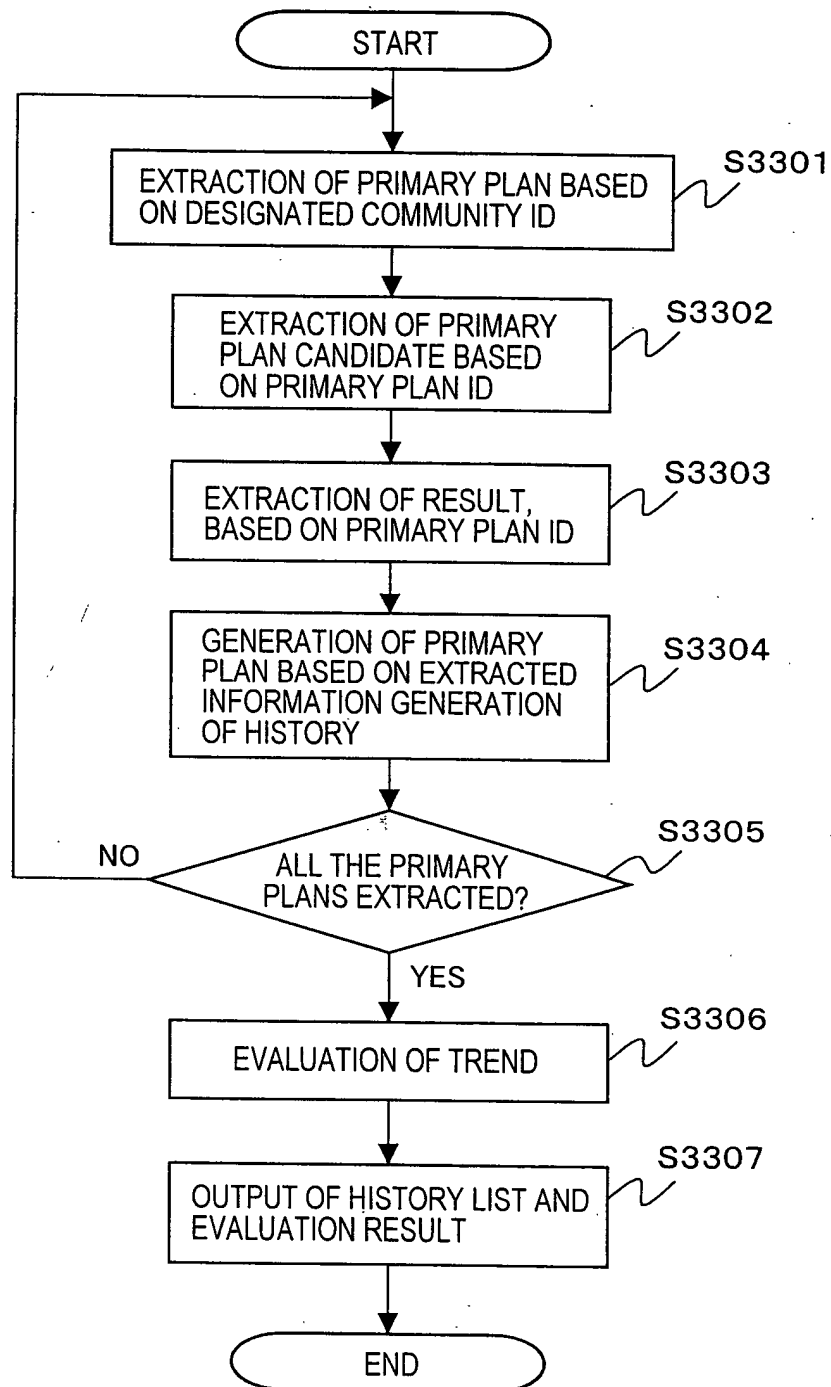 START
EXTRACTION OF PRIMARY PLAN BASED
ON DESIGNATED COMMUNITY ID
S3301
EXTRACTION OF PRIMARY
PLAN CANDIDATE BASED
ON PRIMARY PLAN ID
S3302
EXTRACTION OF RESULT,
BASED ON PRIMARY PLAN ID
S3303
GENERATION OF PRIMARY
PLAN BASED ON EXTRACTED
INFORMATION GENERATION
OF HISTORY
S3304
ALL THE PRIMARY
PLANS EXTRACTED?
S3305
NO
YES
EVALUATION OF TREND
S3306
OUTPUT OF HISTORY LIST AND
EVALUATION RESULT
S3307
END